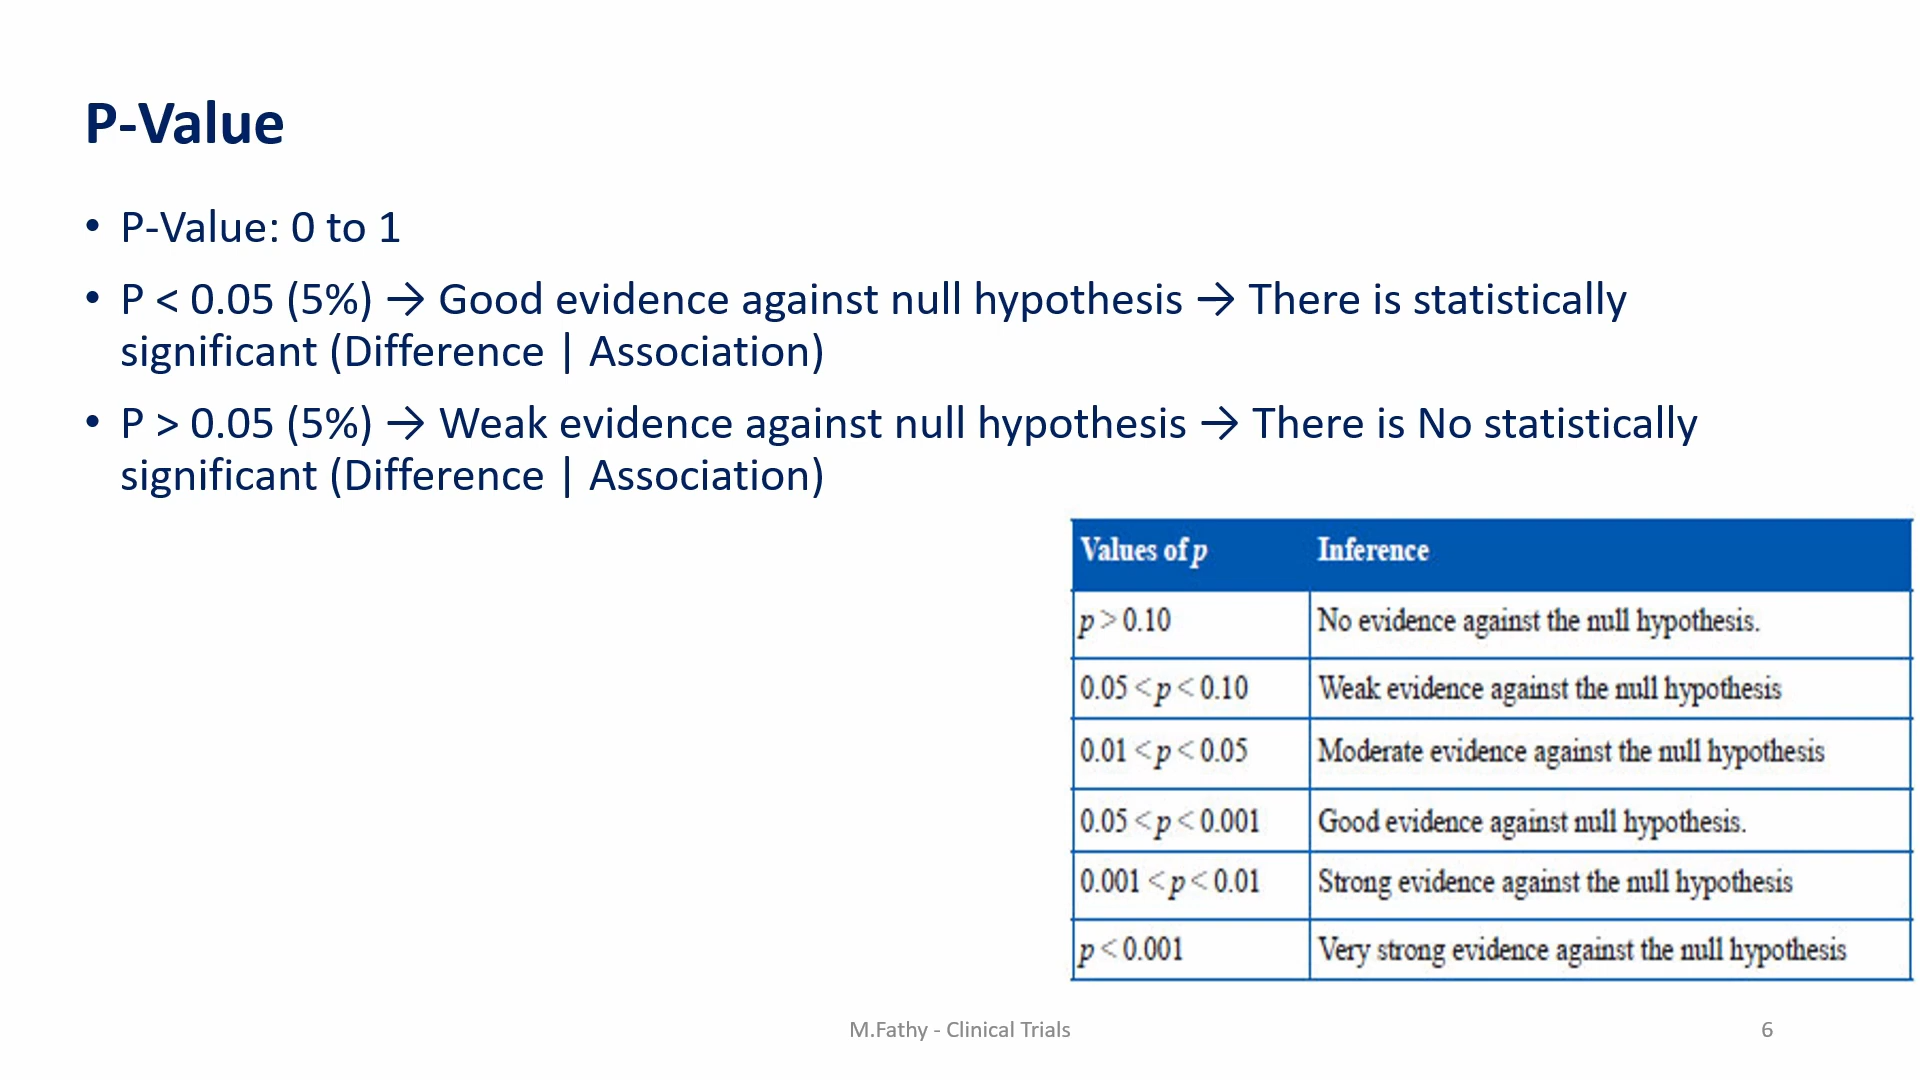 P-Value
• P-Value: 0 to 1
• P < 0.05 (5%) → Good evidence against null hypothesis → There is statistically
significant (Difference | Association)
• P > 0.05 (5%) → Weak evidence against null hypothesis → There is No statistically
significant (Difference | Association)
Values of p Inference
p > 0.10 No evidence against the null hypothesis.
0.05 < p < 0.10 Weak evidence against the null hypothesis
0.01 < p < 0.05 Moderate evidence against the null hypothesis
0.05 < p < 0.001 Good evidence against null hypothesis.
0.001 < p < 0.01 Strong evidence against the null hypothesis
p < 0.001 Very strong evidence against the null hypothesis
M.Fathy - Clinical Trials 6